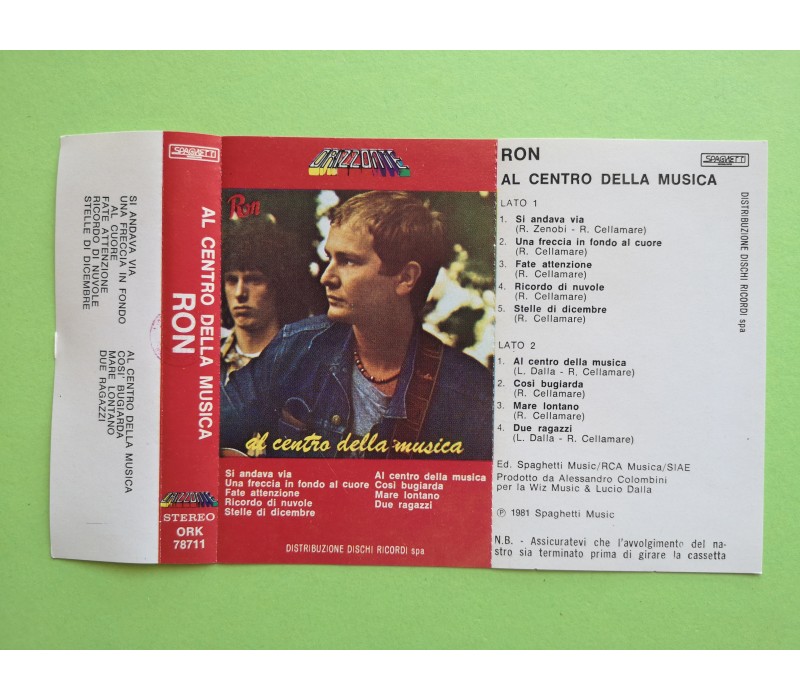 SI ANDAVA VIA
UNA FRECCIA IN FONDO
AL CUORE
FATE ATTENZIONE
RICORDO DI NUVOLE
STELLE DI DICEMBRE
AL CENTRO DELLA MUSICA
COSI' BUGIARDA
MARE LONTANO
DUE RAGAZZI
SPAGHETTI
AL CENTRO DELLA MUSICA
RON
ORIZZONTE
STEREO
ORK
78711
ORIZZONTE
Ron
al centro della musica
Si andava via
Una freccia in fondo al cuore
Fate attenzione
Ricordo di nuvole
Stelle di dicembre
Al centro della musica
Così bugiarda
Mare lontano
Due ragazzi
DISTRIBUZIONE DISCHI RICORDI spa
RON
SPAGHETTI
AL CENTRO DELLA MUSICA
LATO 1
1. Si andava via
(R. Zenobi - R. Cellamare)
2. Una freccia in fondo al cuore
(R. Cellamare)
3. Fate attenzione
(R. Cellamare)
4. Ricordo di nuvole
(R. Cellamare)
5. Stelle di dicembre
(R. Cellamare)
LATO 2
1. Al centro della musica
(L. Dalla - R. Cellamare)
2. Così bugiarda
(R. Cellamare)
3. Mare lontano
(R. Cellamare)
4. Due ragazzi
(L. Dalla - R. Cellamare)
Ed. Spaghetti Music/RCA Musica/SIAE
Prodotto da Alessandro Colombini
per la Wiz Music & Lucio Dalla
℗ 1981 Spaghetti Music
N.B. - Assicuratevi che l'avvolgimento del na-
stro sia terminato prima di girare la cassetta
DISTRIBUZIONE DISCHI RICORDI spa